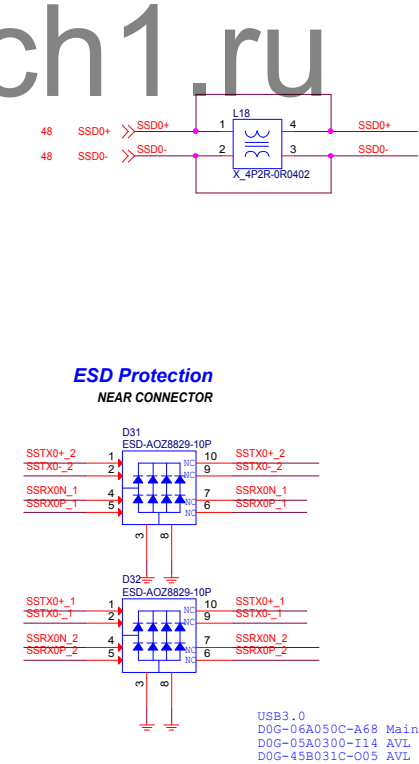 ch1.ru
L18
48 SSD0+ SSD0+ 1 4 SSD0+
48 SSD0- SSD0- 2 3 SSD0-
X_4P2R-0R0402
ESD Protection
NEAR CONNECTOR
D31
ESD-AOZ8829-10P
SSTX0+_2 1 NC 10 SSTX0+_2
SSTX0-_2 2 NC 9 SSTX0-_2
SSRX0N_1 4 NC 7 SSRX0N_1
SSRX0P_1 5 NC 6 SSRX0P_1
3 8
D32
ESD-AOZ8829-10P
SSTX0+_1 1 NC 10 SSTX0+_1
SSTX0-_1 2 NC 9 SSTX0-_1
SSRX0N_2 4 NC 7 SSRX0N_2
SSRX0P_2 5 NC 6 SSRX0P_2
3 8
USB3.0
D0G-06A050C-A68 Main
D0G-05A0300-I14 AVL
D0G-45B031C-O05 AVL